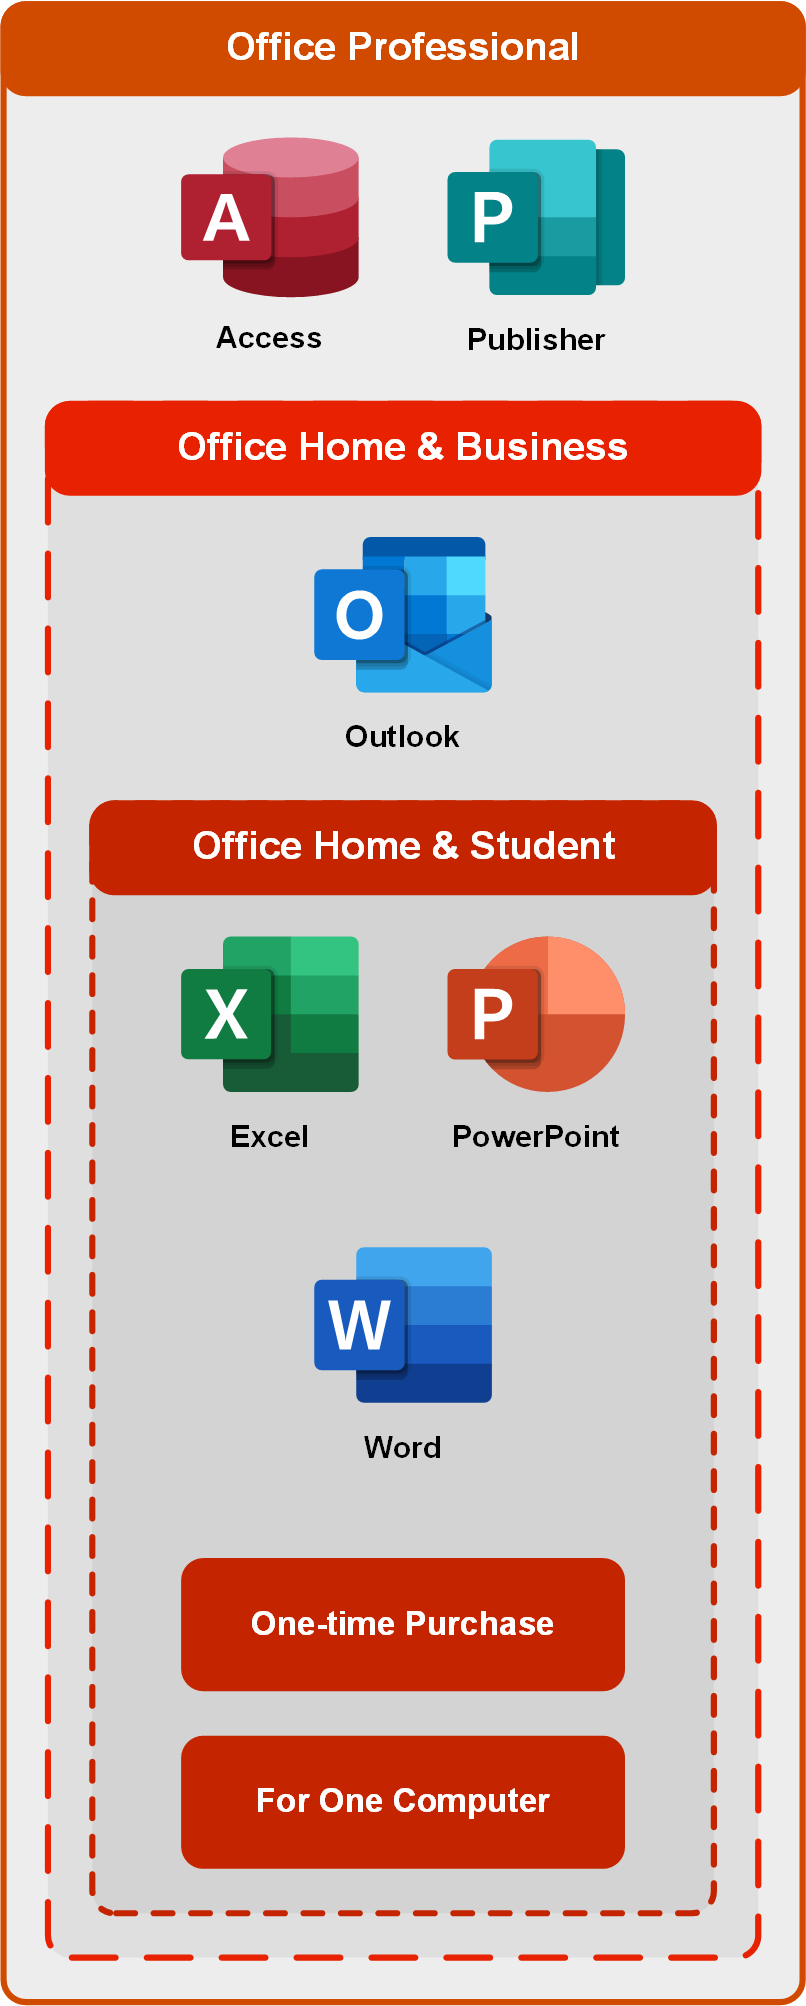 Office Professional
A
P
Access
Publisher
Office Home & Business
O
Outlook
Office Home & Student
X
P
Excel
PowerPoint
W
Word
One-time Purchase
For One Computer